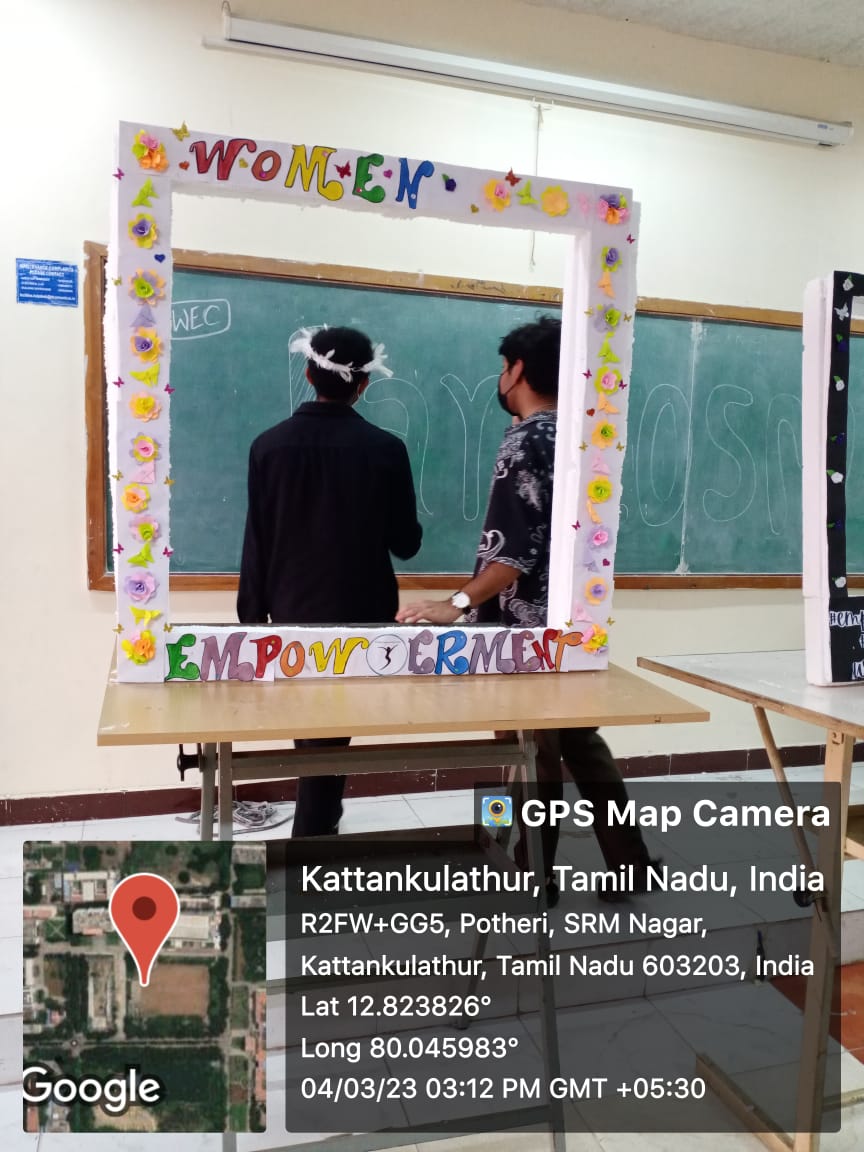 WOMEN
WEC
EMPOWERMENT
GPS Map Camera
Kattankulathur, Tamil Nadu, India
R2FW+GG5, Potheri, SRM Nagar,
Kattankulathur, Tamil Nadu 603203, India
Lat 12.823826°
Long 80.045983°
04/03/23 03:12 PM GMT +05:30
Google